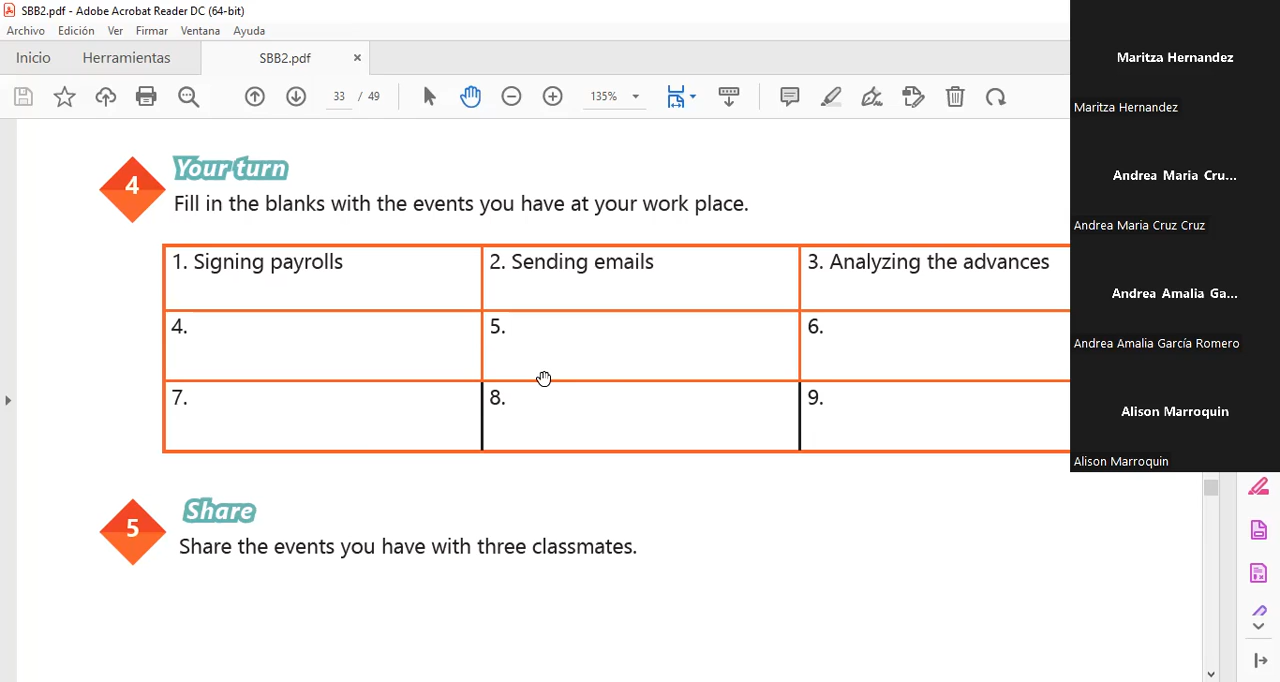 SBB2.pdf - Adobe Acrobat Reader DC (64-bit)
Archivo Edición Ver Firmar Ventana Ayuda
Inicio Herramientas SBB2.pdf ×
33 / 49 135%
4 Your turn
Fill in the blanks with the events you have at your work place.
1. Signing payrolls 2. Sending emails 3. Analyzing the advances
4. 5. 6.
7. 8. 9.
5 Share
Share the events you have with three classmates.
Maritza Hernandez
Maritza Hernandez
Andrea Maria Cru...
Andrea Maria Cruz Cruz
Andrea Amalia Ga...
Andrea Amalia García Romero
Alison Marroquin
Alison Marroquin